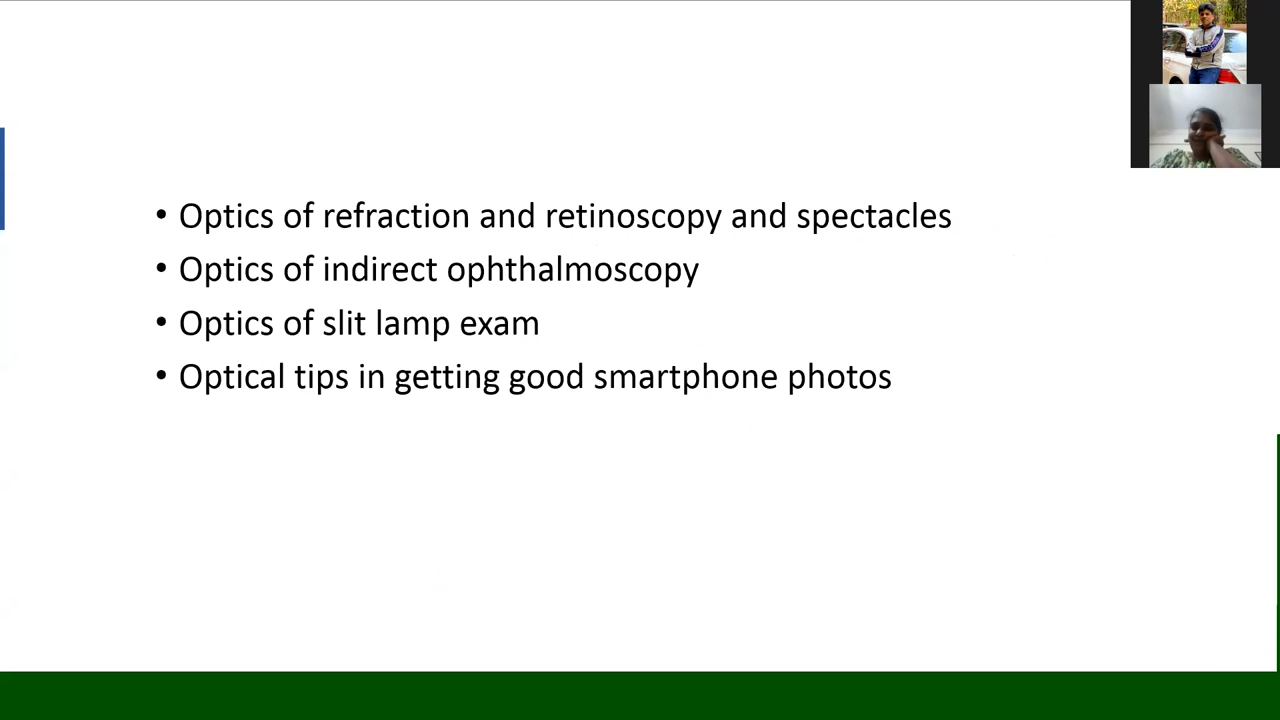 • Optics of refraction and retinoscopy and spectacles
• Optics of indirect ophthalmoscopy
• Optics of slit lamp exam
• Optical tips in getting good smartphone photos